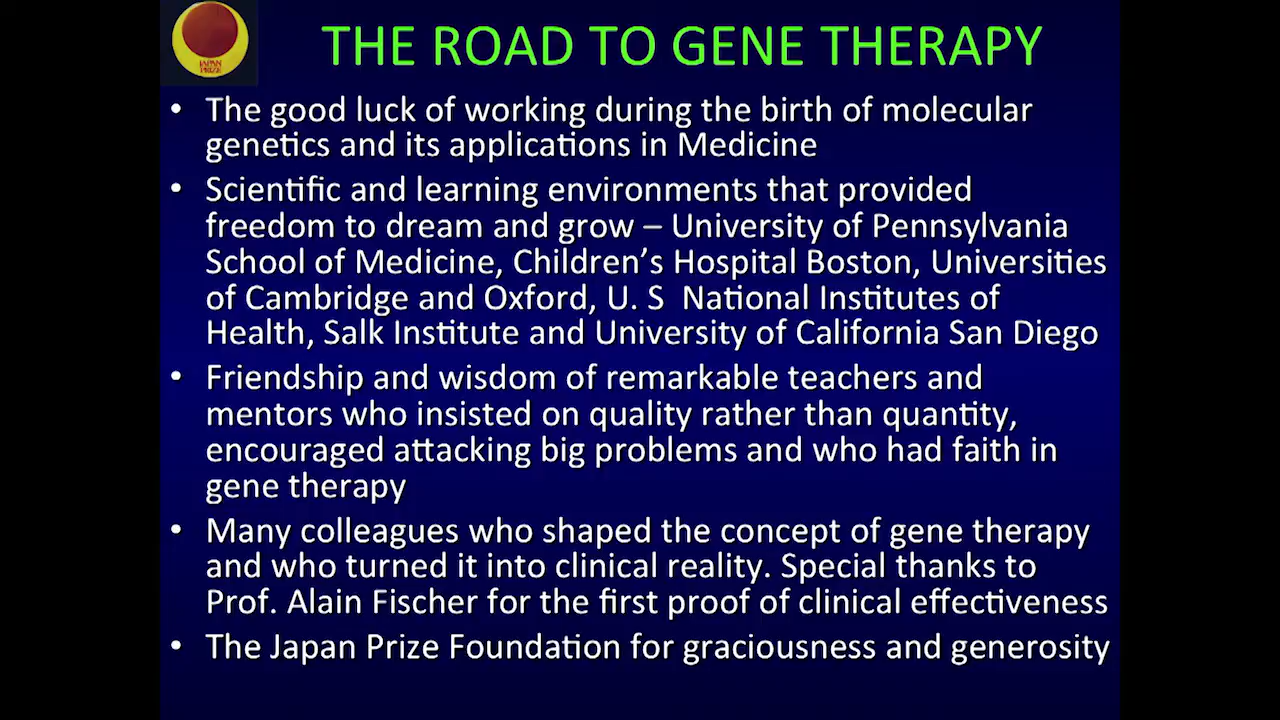 JAPAN
PRIZE
THE ROAD TO GENE THERAPY
• The good luck of working during the birth of molecular
genetics and its applications in Medicine
• Scientific and learning environments that provided
freedom to dream and grow – University of Pennsylvania
School of Medicine, Children’s Hospital Boston, Universities
of Cambridge and Oxford, U. S  National Institutes of
Health, Salk Institute and University of California San Diego
• Friendship and wisdom of remarkable teachers and
mentors who insisted on quality rather than quantity,
encouraged attacking big problems and who had faith in
gene therapy
• Many colleagues who shaped the concept of gene therapy
and who turned it into clinical reality. Special thanks to
Prof. Alain Fischer for the first proof of clinical effectiveness
• The Japan Prize Foundation for graciousness and generosity